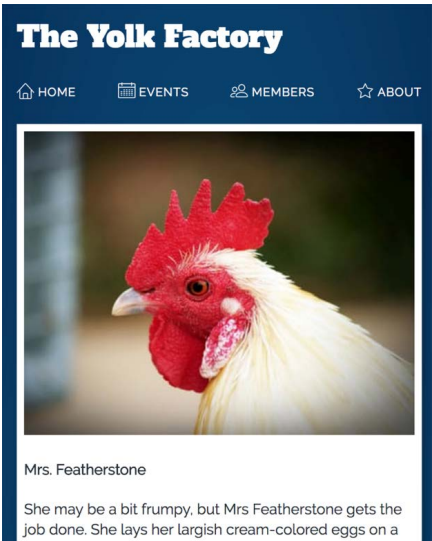 The Yolk Factory
HOME EVENTS MEMBERS ABOUT
Mrs. Featherstone
She may be a bit frumpy, but Mrs Featherstone gets the
job done. She lays her largish cream-colored eggs on a